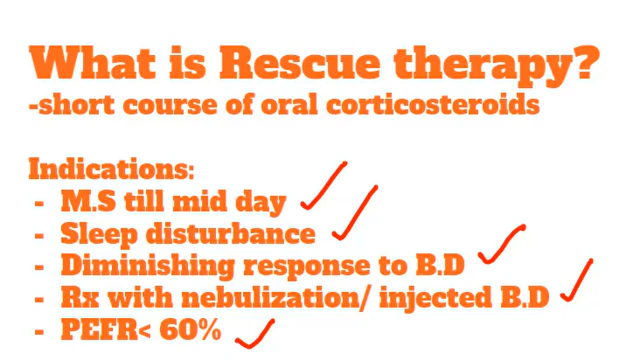 What is Rescue therapy?
-short course of oral corticosteroids
Indications:
- M.S till mid day
- Sleep disturbance
- Diminishing response to B.D
- Rx with nebulization/ injected B.D
- PEFR< 60%